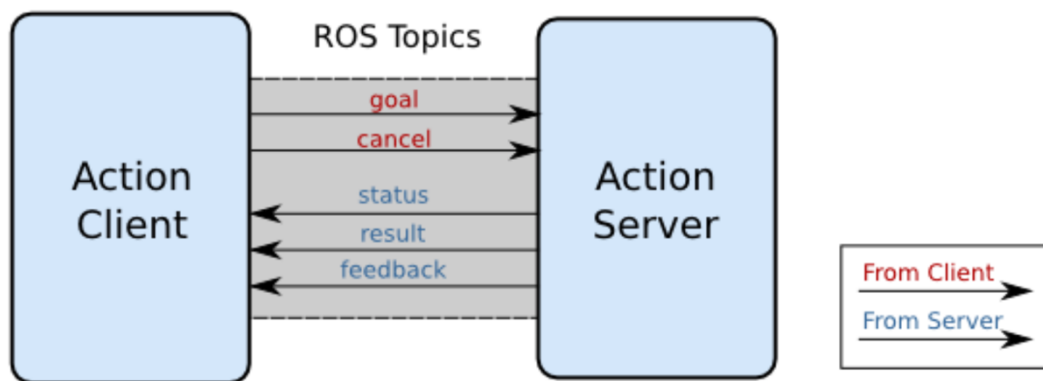 ROS Topics
goal
cancel
status
result
feedback
Action
Client
Action
Server
From Client
From Server